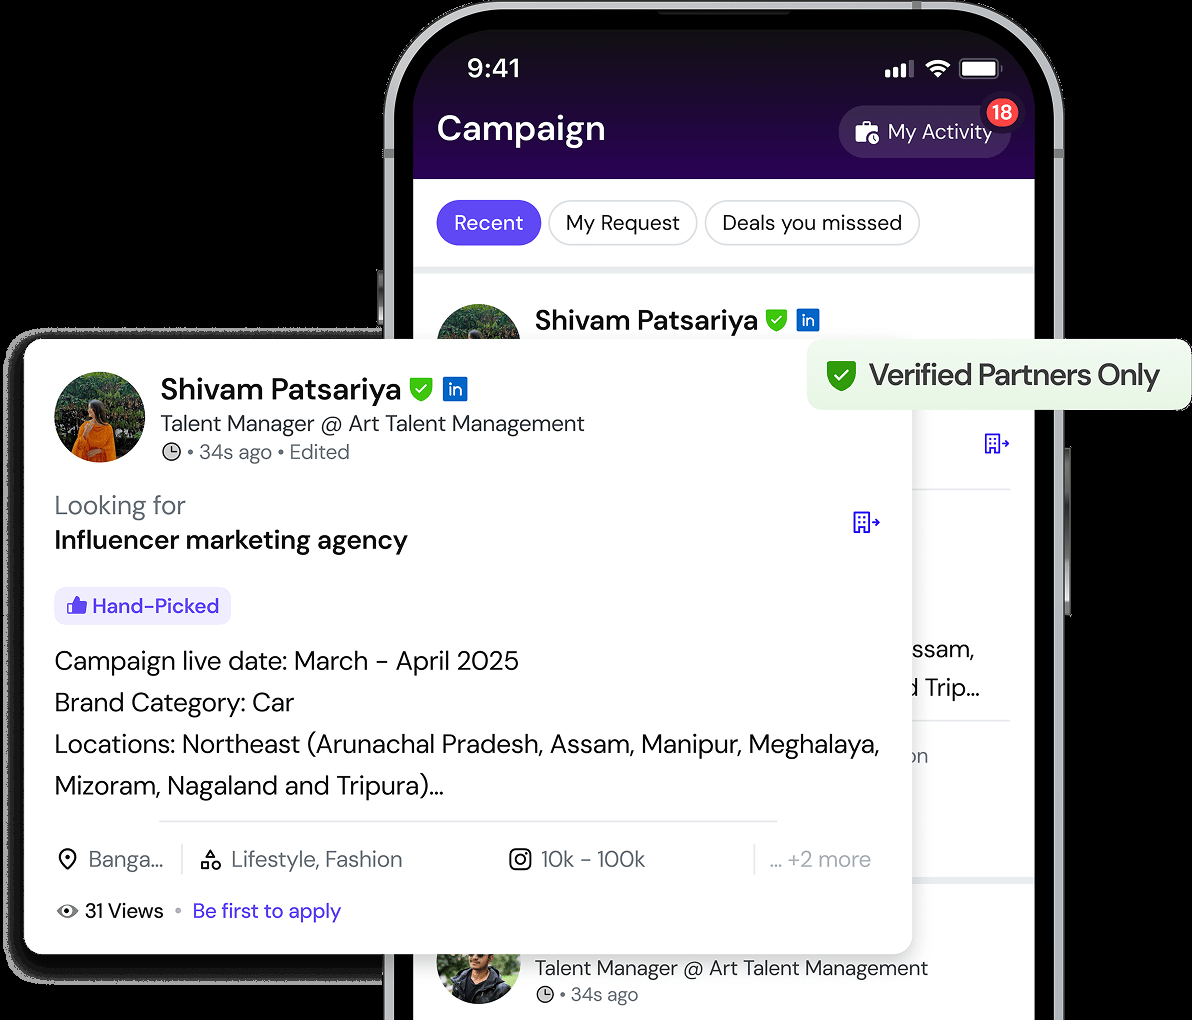 9:41
Campaign
My Activity
18
Recent
My Request
Deals you misssed
Shivam Patsariya
in
Verified Partners Only
Shivam Patsariya
in
Talent Manager @ Art Talent Management
• 34s ago • Edited
Looking for
Influencer marketing agency
Hand-Picked
Campaign live date: March - April 2025
Brand Category: Car
Locations: Northeast (Arunachal Pradesh, Assam, Manipur, Meghalaya,
Mizoram, Nagaland and Tripura)...
Banga...
Lifestyle, Fashion
10k - 100k
... +2 more
31 Views • Be first to apply
ssam,
d Trip...
on
Talent Manager @ Art Talent Management
• 34s ago